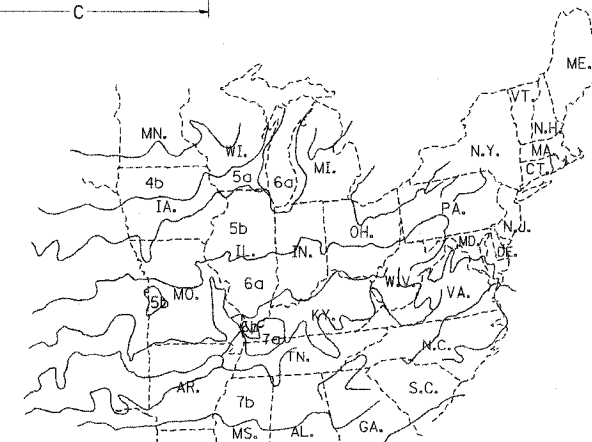 C
ME.
VT.
MN.
N.H.
WI.
N.Y.
MA.
MI.
CT.
5a
4b
6a
IA.
PA.
5b
OH.
N.J.
IL.
IN.
MD.
DE.
6a
W.V.
MO.
VA.
5b
KY.
7a
N.C.
TN.
AR.
S.C.
7b
GA.
MS.
AL.